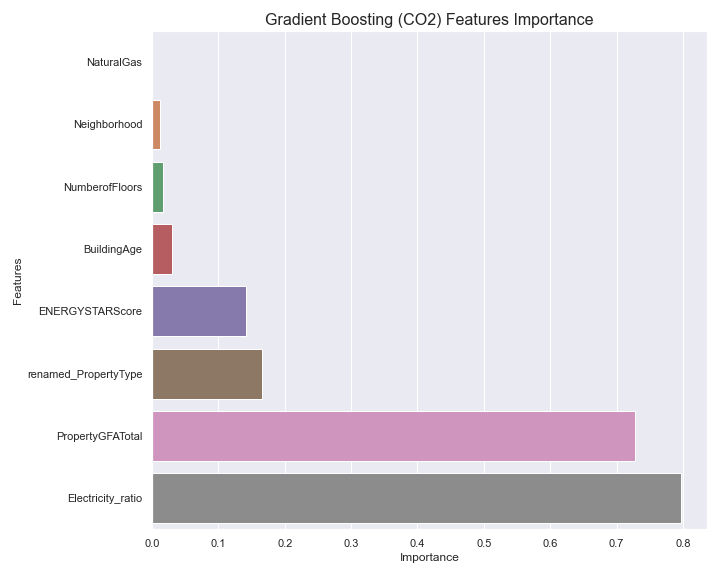 Gradient Boosting (CO2) Features Importance
NaturalGas
Neighborhood
NumberofFloors
BuildingAge
ENERGYSTARScore
renamed_PropertyType
PropertyGFATotal
Electricity_ratio
Features
0.0 0.1 0.2 0.3 0.4 0.5 0.6 0.7 0.8
Importance